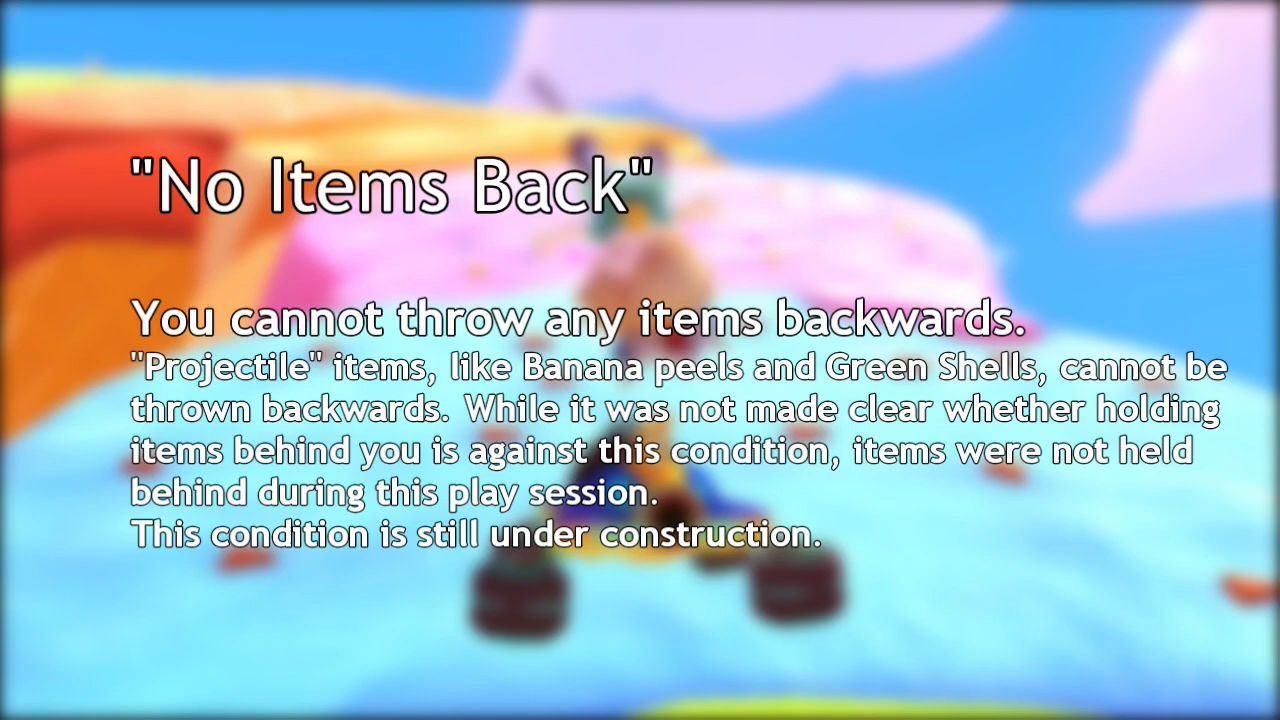 "No Items Back"
You cannot throw any items backwards.
"Projectile" items, like Banana peels and Green Shells, cannot be
thrown backwards. While it was not made clear whether holding
items behind you is against this condition, items were not held
behind during this play session.
This condition is still under construction.